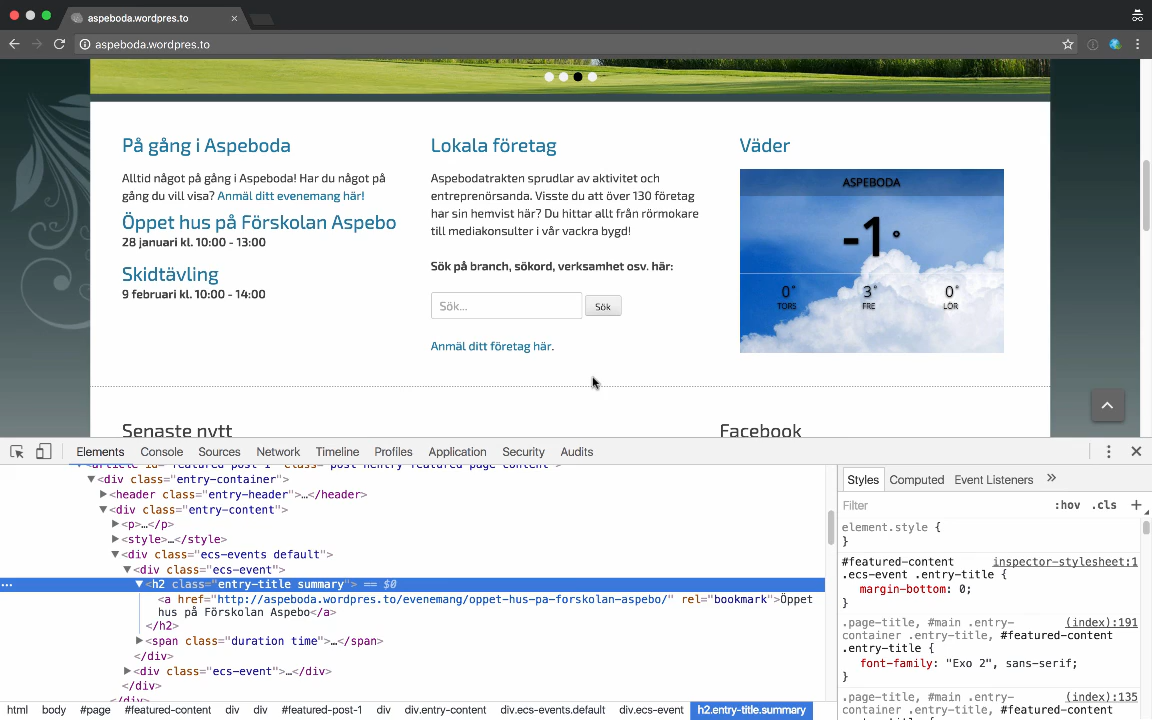 aspeboda.wordpres.to
aspeboda.wordpres.to
På gång i Aspeboda
Alltid något på gång i Aspeboda! Har du något på
gång du vill visa? Anmäl ditt evenemang här!
Öppet hus på Förskolan Aspebo
28 januari kl. 10:00 - 13:00
Skidtävling
9 februari kl. 10:00 - 14:00
Lokala företag
Aspebodatrakten sprudlar av aktivitet och
entreprenörsanda. Visste du att över 130 företag
har sin hemvist här? Du hittar allt från rörmokare
till mediakonsulter i vår vackra bygd!
Sök på branch, sökord, verksamhet osv. här:
Sök... Sök
Anmäl ditt företag här.
Väder
ASPEBODA
-1°
0° 3° 0°
TORS FRE LÖR
Senaste nytt
Facebook
Elements Console Sources Network Timeline Profiles Application Security Audits
<article id="featured-post-1" class="post hentry featured-page-content">
<div class="entry-container">
<header class="entry-header">…</header>
<div class="entry-content">
<p>…</p>
<style>…</style>
<div class="ecs-events default">
<div class="ecs-event">
<h2 class="entry-title summary"> == $0
<a href="http://aspeboda.wordpres.to/evenemang/oppet-hus-pa-forskolan-aspebo/" rel="bookmark">Öppet
hus på Förskolan Aspebo</a>
</h2>
<span class="duration time">…</span>
</div>
<div class="ecs-event">…</div>
</div>
</div>
html body #page #featured-content div div #featured-post-1 div div.entry-content div.ecs-events.default div.ecs-event h2.entry-title.summary
Styles Computed Event Listeners »
Filter :hov .cls +
element.style {
}
#featured-content inspector-stylesheet:1
.ecs-event .entry-title {
margin-bottom: 0;
}
.page-title, #main .entry- (index):191
container .entry-title, #featured-content
.entry-title {
font-family: "Exo 2", sans-serif;
}
.page-title, #main .entry- (index):135
container .entry-title, #featured-content